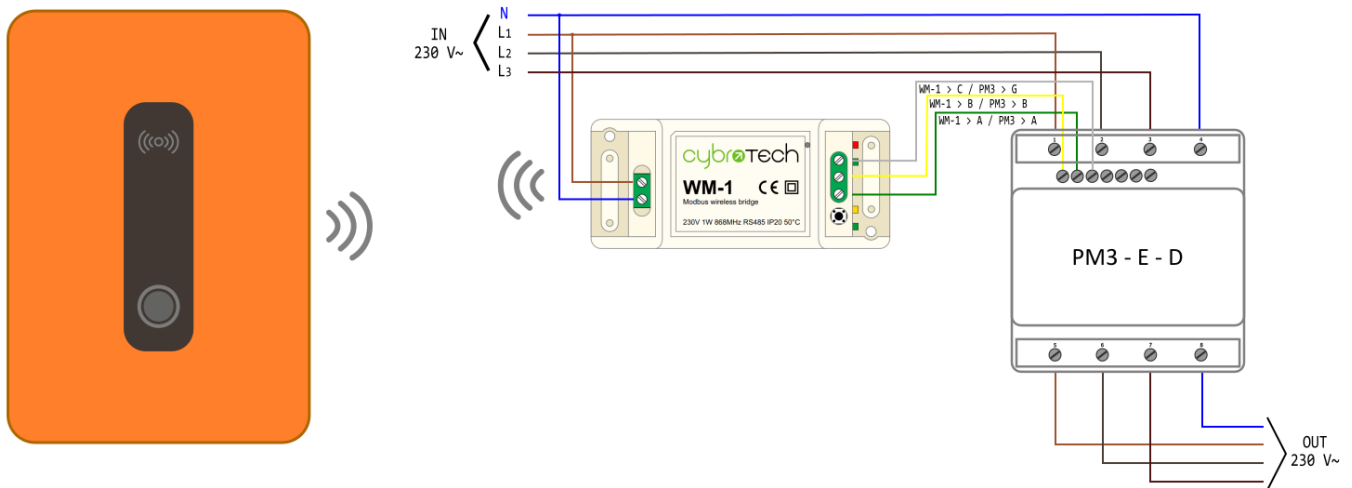 IN
230 V~
N
L1
L2
L3
WM-1 > C / PM3 > G
WM-1 > B / PM3 > B
WM-1 > A / PM3 > A
cybroTech
WM-1 CE
Modbus wireless bridge
230V 1W 868MHz RS485 IP20 50°C
1 2 3 4
PM3 - E - D
5 6 7 8
OUT
230 V~